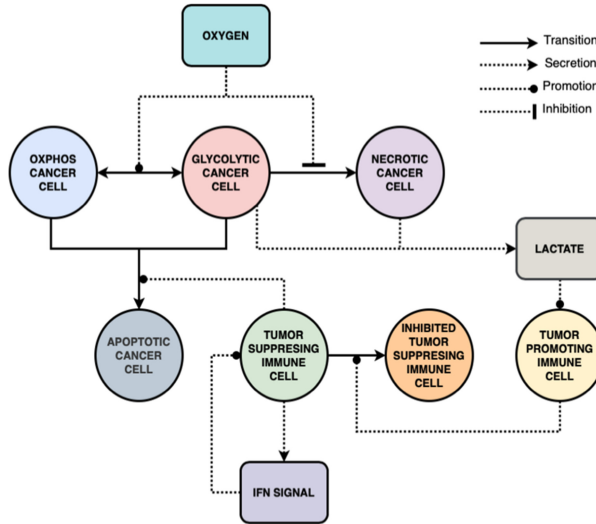 OXYGEN
Transition
Secretion
Promotion
Inhibition
OXPHOS
CANCER
CELL
GLYCOLYTIC
CANCER
CELL
NECROTIC
CANCER
CELL
LACTATE
APOPTOTIC
CANCER
CELL
TUMOR
SUPPRESING
IMMUNE
CELL
INHIBITED
TUMOR
SUPPRESING
IMMUNE
CELL
TUMOR
PROMOTING
IMMUNE
CELL
IFN SIGNAL